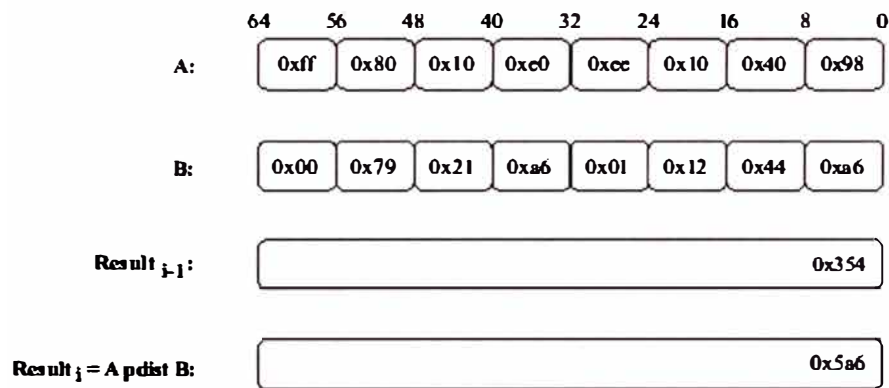 64 56 48 40 32 24 16 8 0
A: 0xff 0x80 0x10 0xe0 0xee 0x10 0x40 0x98
B: 0x00 0x79 0x21 0xa6 0x01 0x12 0x44 0xa6
Result i-1: 0x354
Result i = A pdist B: 0x5a6